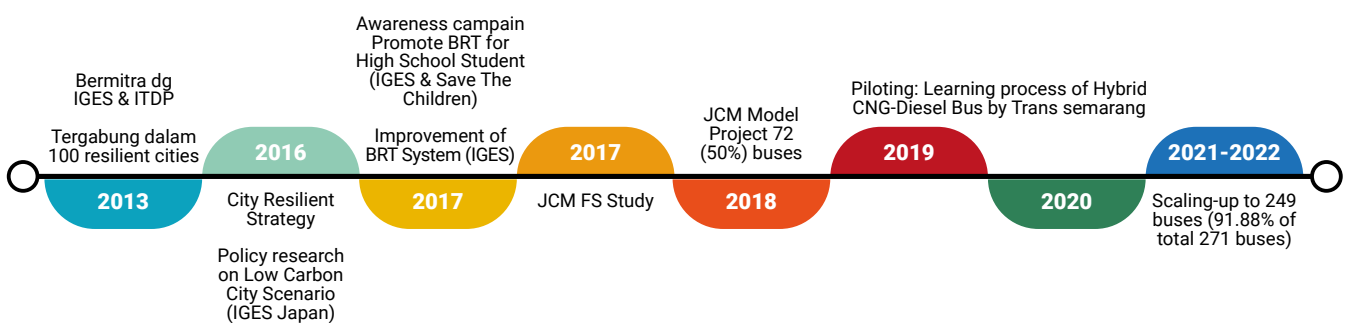 Bermitra dg
IGES & ITDP
Tergabung dalam
100 resilient cities
2013
2016
City Resilient
Strategy
Policy research
on Low Carbon
City Scenario
(IGES Japan)
Awareness campain
Promote BRT for
High School Student
(IGES & Save The
Children)
Improvement of
BRT System (IGES)
2017
2017
JCM FS Study
JCM Model
Project 72
(50%) buses
2018
2019
Piloting: Learning process of Hybrid
CNG-Diesel Bus by Trans semarang
2020
2021-2022
Scaling-up to 249
buses (91.88% of
total 271 buses)